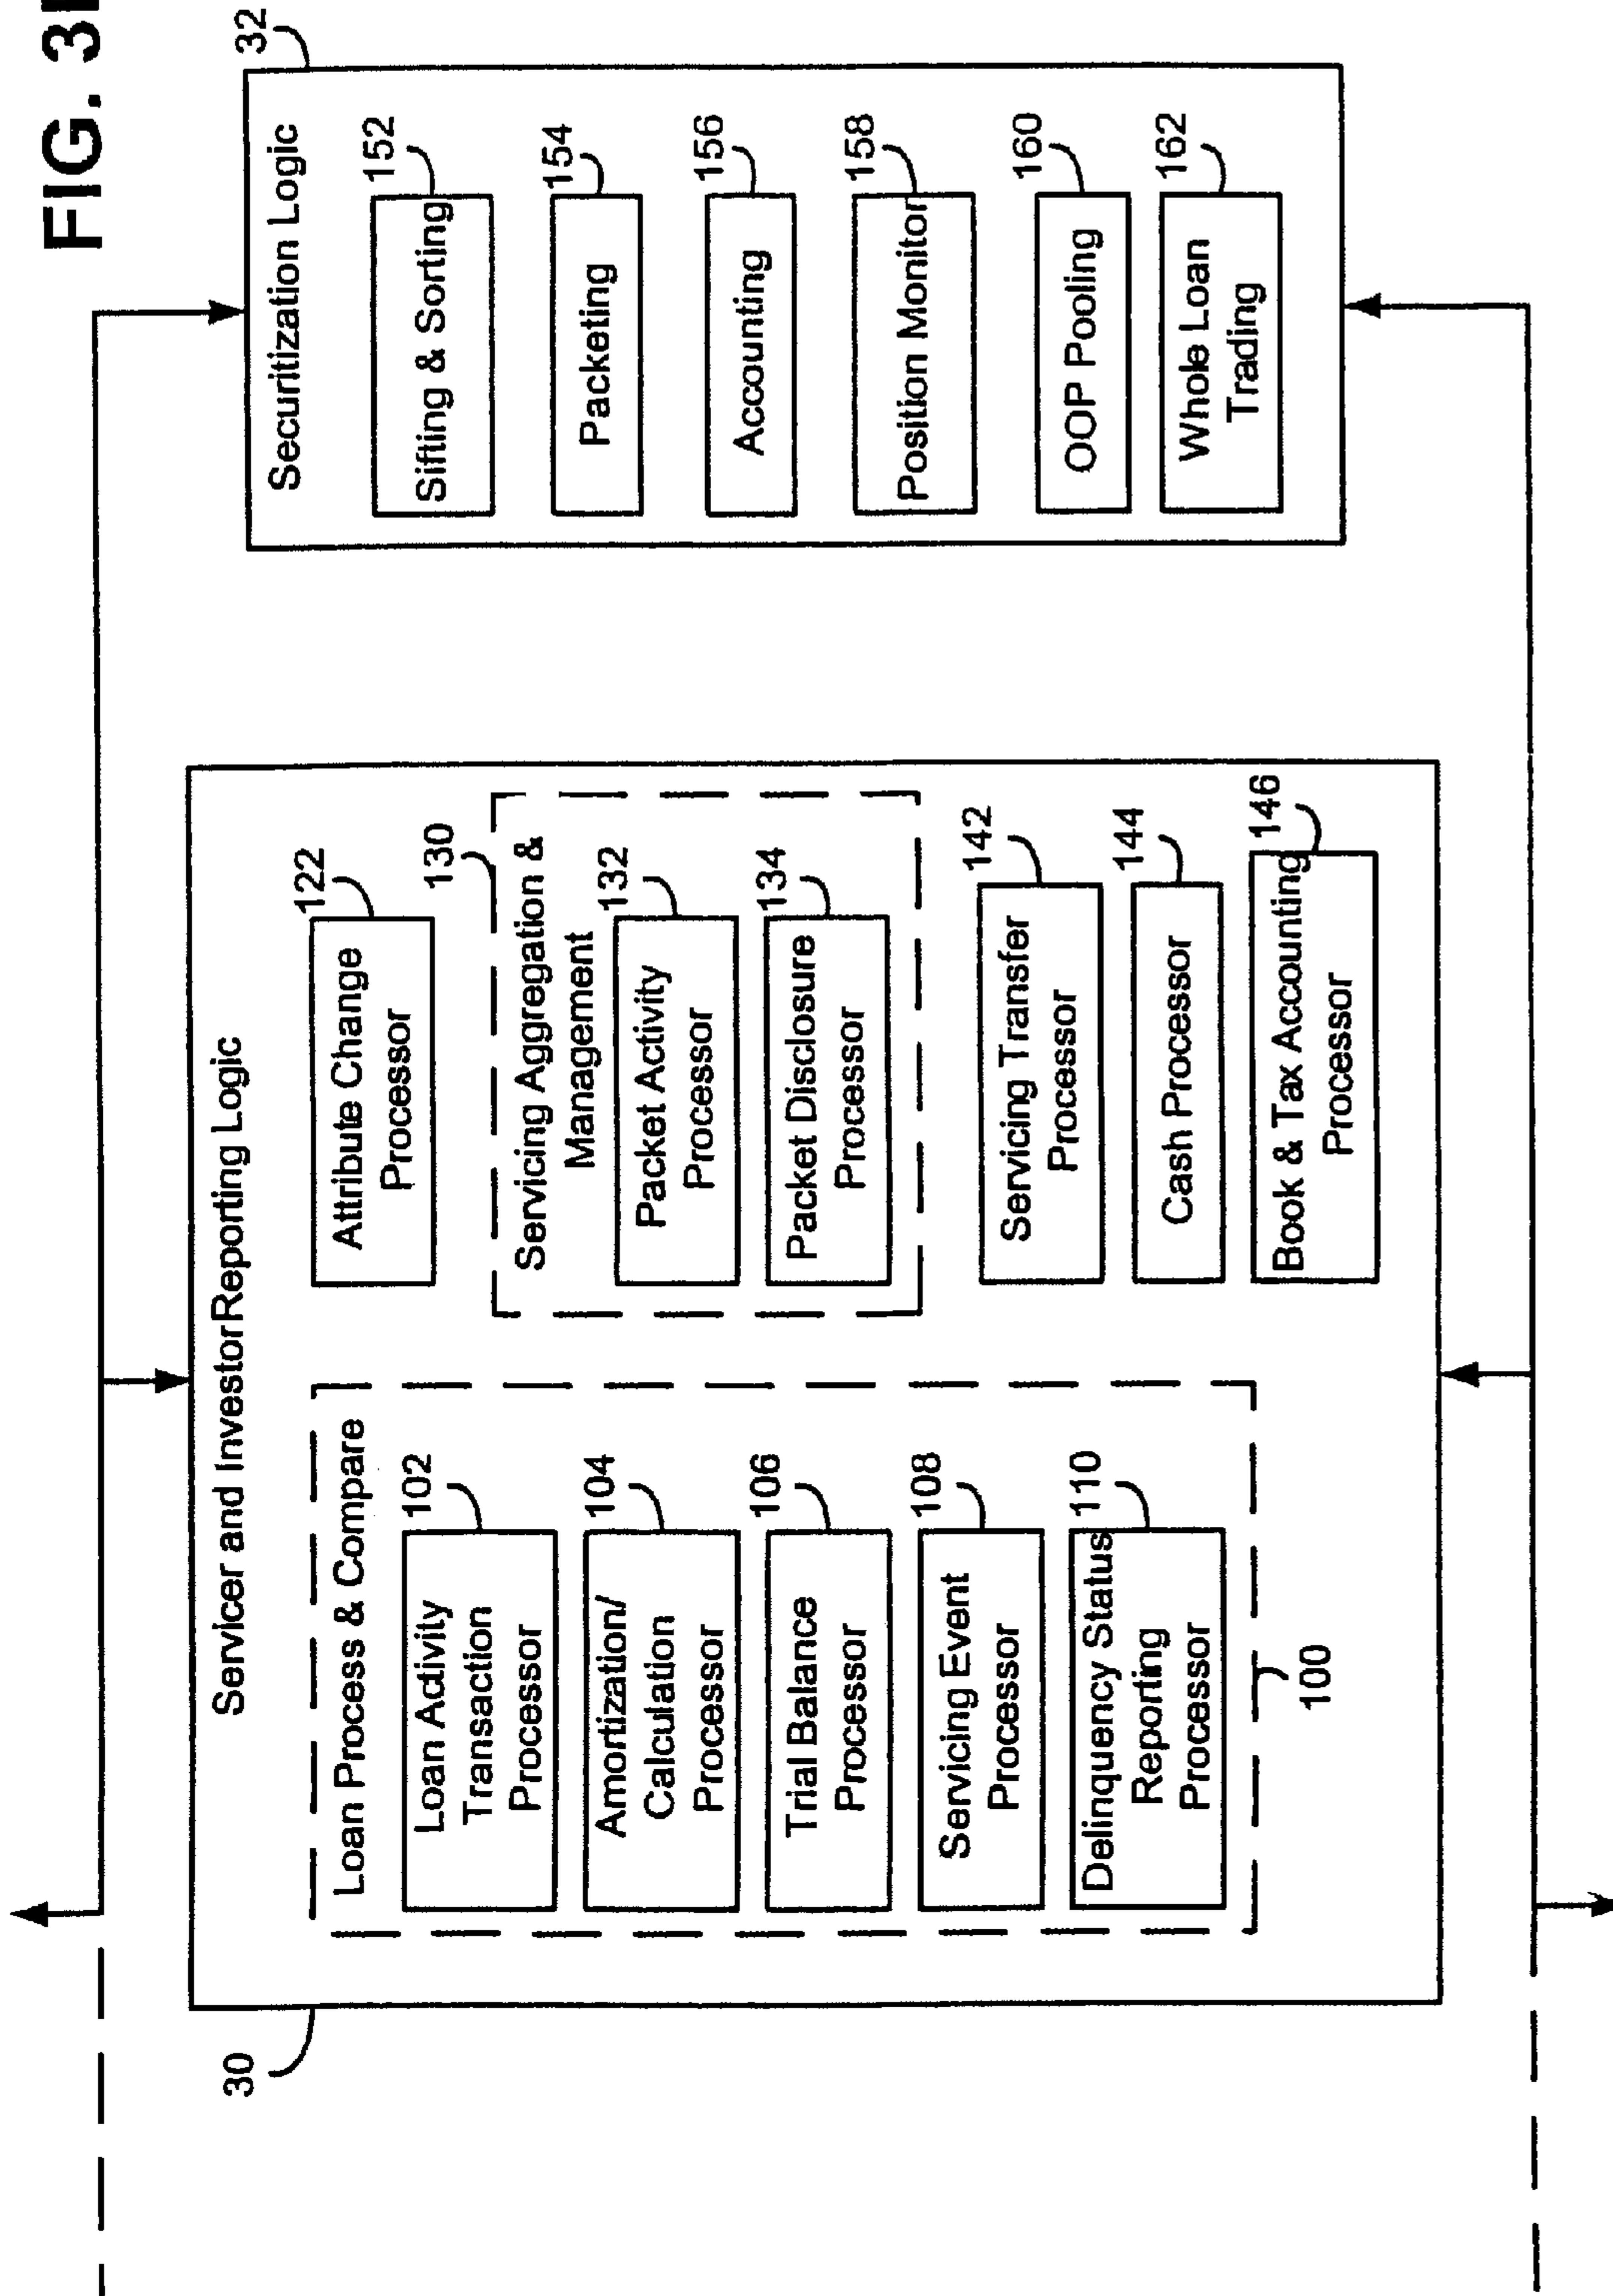 FIG. 3
Servicer and InvestorReporting Logic
30
Loan Process & Compare
102
Loan Activity
Transaction
Processor
104
Amortization/
Calculation
Processor
106
Trial Balance
Processor
108
Servicing Event
Processor
110
Delinquency Status
Reporting
Processor
100
122
Attribute Change
Processor
130
Servicing Aggregation &
Management
132
Packet Activity
Processor
134
Packet Disclosure
Processor
142
Servicing Transfer
Processor
144
Cash Processor
146
Book & Tax Accounting
Processor
32
Securitization Logic
152
Sifting & Sorting
154
Packeting
156
Accounting
158
Position Monitor
160
OOP Pooling
162
Whole Loan
Trading